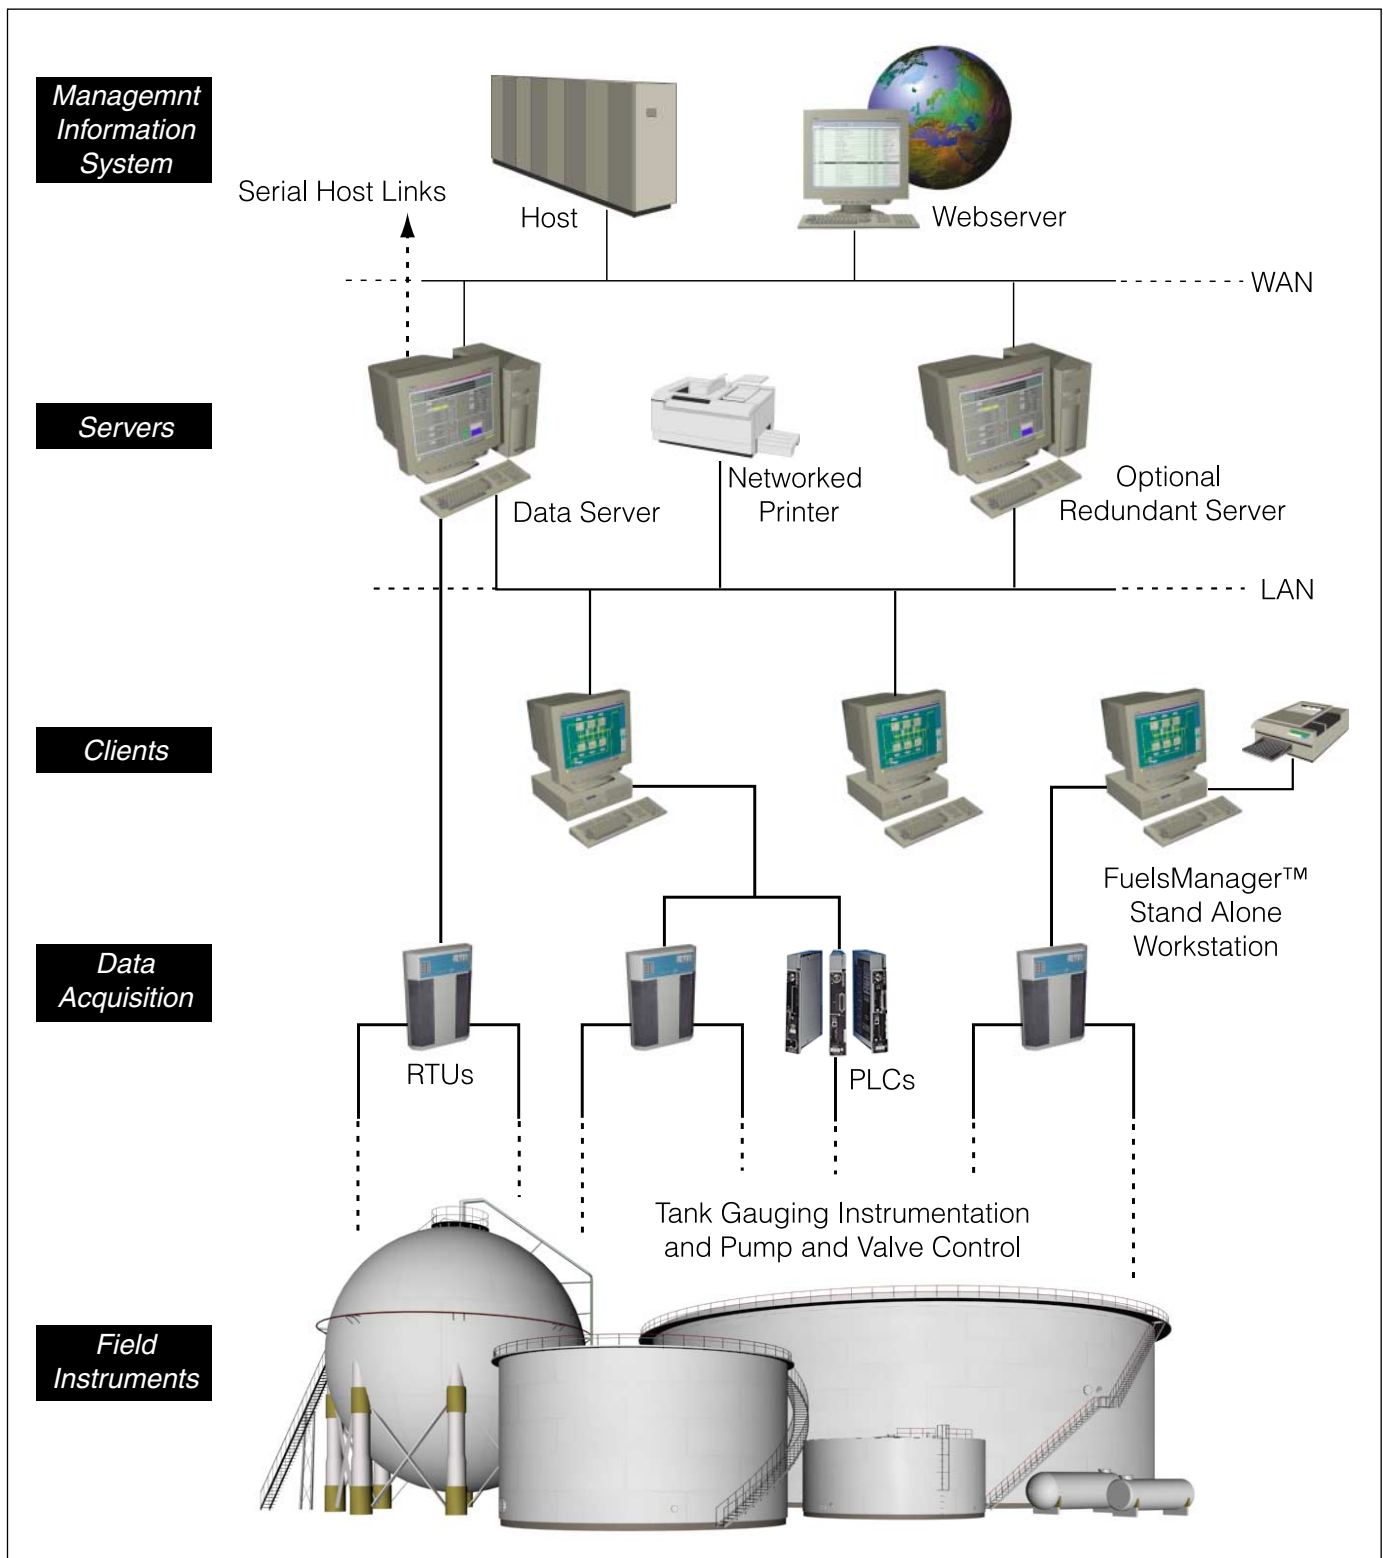 Managemnt
Information
System
Serial Host Links
Host
Webserver
WAN
Servers
Data Server
Networked
Printer
Optional
Redundant Server
LAN
Clients
FuelsManager™
Stand Alone
Workstation
Data
Acquisition
RTUs
PLCs
Tank Gauging Instrumentation
and Pump and Valve Control
Field
Instruments